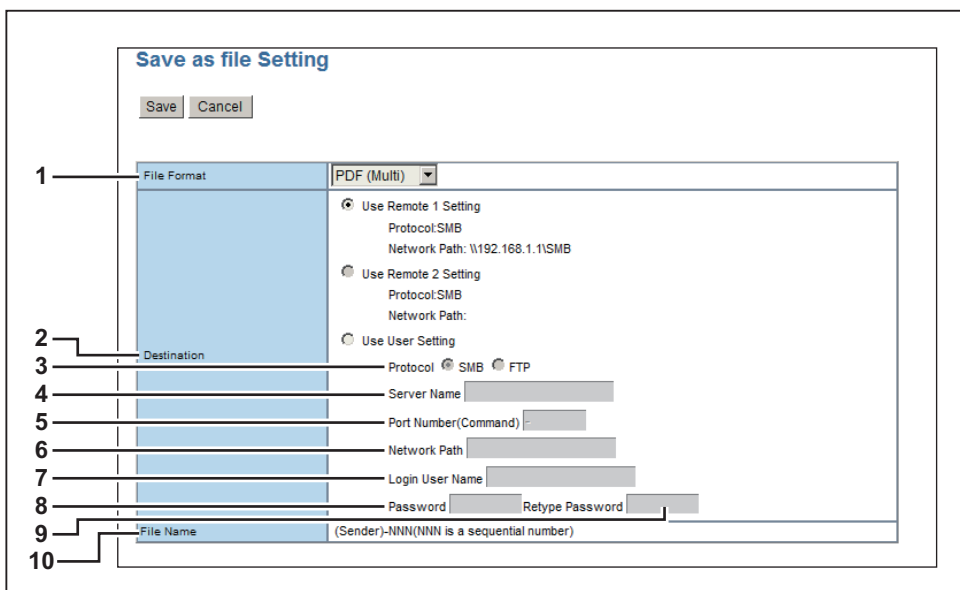 Save as file Setting
Save Cancel
1 File Format PDF (Multi)
Use Remote 1 Setting
Protocol:SMB
Network Path: \\192.168.1.1\SMB
Use Remote 2 Setting
Protocol:SMB
Network Path:
2 Destination Use User Setting
3 Protocol SMB FTP
4 Server Name
5 Port Number(Command) -
6 Network Path
7 Login User Name
8 Password Retype Password
9
10 File Name (Sender)-NNN(NNN is a sequential number)